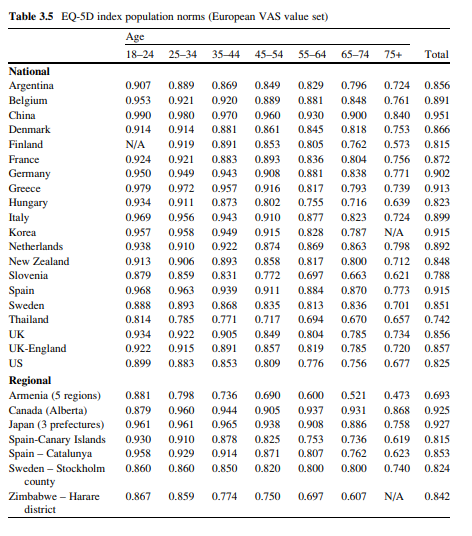 Table 3.5 EQ-5D index population norms (European VAS value set)
Age
18–24 25–34 35–44 45–54 55–64 65–74 75+ Total
National
Argentina 0.907 0.889 0.869 0.849 0.829 0.796 0.724 0.856
Belgium 0.953 0.921 0.920 0.889 0.881 0.848 0.761 0.891
China 0.990 0.980 0.970 0.960 0.930 0.900 0.840 0.951
Denmark 0.914 0.914 0.881 0.861 0.845 0.818 0.753 0.866
Finland N/A 0.919 0.891 0.853 0.805 0.762 0.573 0.815
France 0.924 0.921 0.883 0.893 0.836 0.804 0.756 0.872
Germany 0.950 0.949 0.943 0.908 0.881 0.838 0.771 0.902
Greece 0.979 0.972 0.957 0.916 0.817 0.793 0.739 0.913
Hungary 0.934 0.911 0.873 0.802 0.755 0.716 0.639 0.823
Italy 0.969 0.956 0.943 0.910 0.877 0.823 0.724 0.899
Korea 0.957 0.958 0.949 0.915 0.828 0.787 N/A 0.915
Netherlands 0.938 0.910 0.922 0.874 0.869 0.863 0.798 0.892
New Zealand 0.913 0.906 0.893 0.858 0.817 0.800 0.712 0.848
Slovenia 0.879 0.859 0.831 0.772 0.697 0.663 0.621 0.788
Spain 0.968 0.963 0.939 0.911 0.884 0.870 0.773 0.915
Sweden 0.888 0.893 0.868 0.835 0.813 0.836 0.701 0.851
Thailand 0.814 0.785 0.771 0.717 0.694 0.670 0.657 0.742
UK 0.934 0.922 0.905 0.849 0.804 0.785 0.734 0.856
UK-England 0.922 0.915 0.891 0.857 0.819 0.785 0.720 0.857
US 0.899 0.883 0.853 0.809 0.776 0.756 0.677 0.825
Regional
Armenia (5 regions) 0.881 0.798 0.736 0.690 0.600 0.521 0.473 0.693
Canada (Alberta) 0.879 0.960 0.944 0.905 0.937 0.931 0.868 0.925
Japan (3 prefectures) 0.961 0.961 0.965 0.938 0.908 0.886 0.758 0.927
Spain-Canary Islands 0.930 0.910 0.878 0.825 0.753 0.736 0.619 0.815
Spain – Catalunya 0.958 0.929 0.914 0.871 0.807 0.762 0.623 0.853
Sweden – Stockholm 0.860 0.860 0.850 0.820 0.800 0.800 0.740 0.824
county
Zimbabwe – Harare 0.867 0.859 0.774 0.750 0.697 0.607 N/A 0.842
district